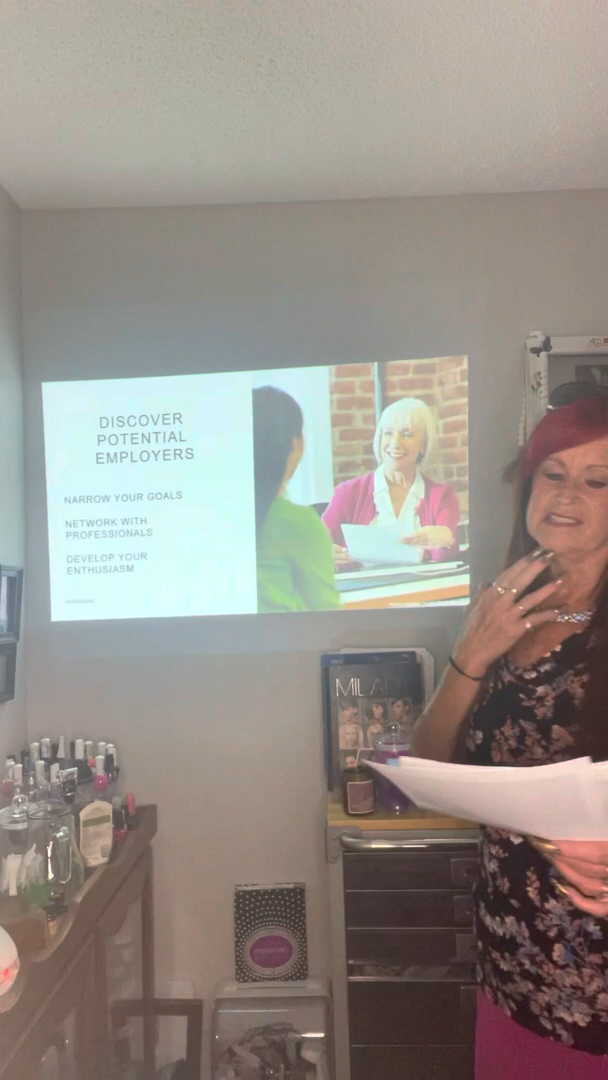 DISCOVER
POTENTIAL
EMPLOYERS
NARROW YOUR GOALS
NETWORK WITH
PROFESSIONALS
DEVELOP YOUR
ENTHUSIASM
MILADY